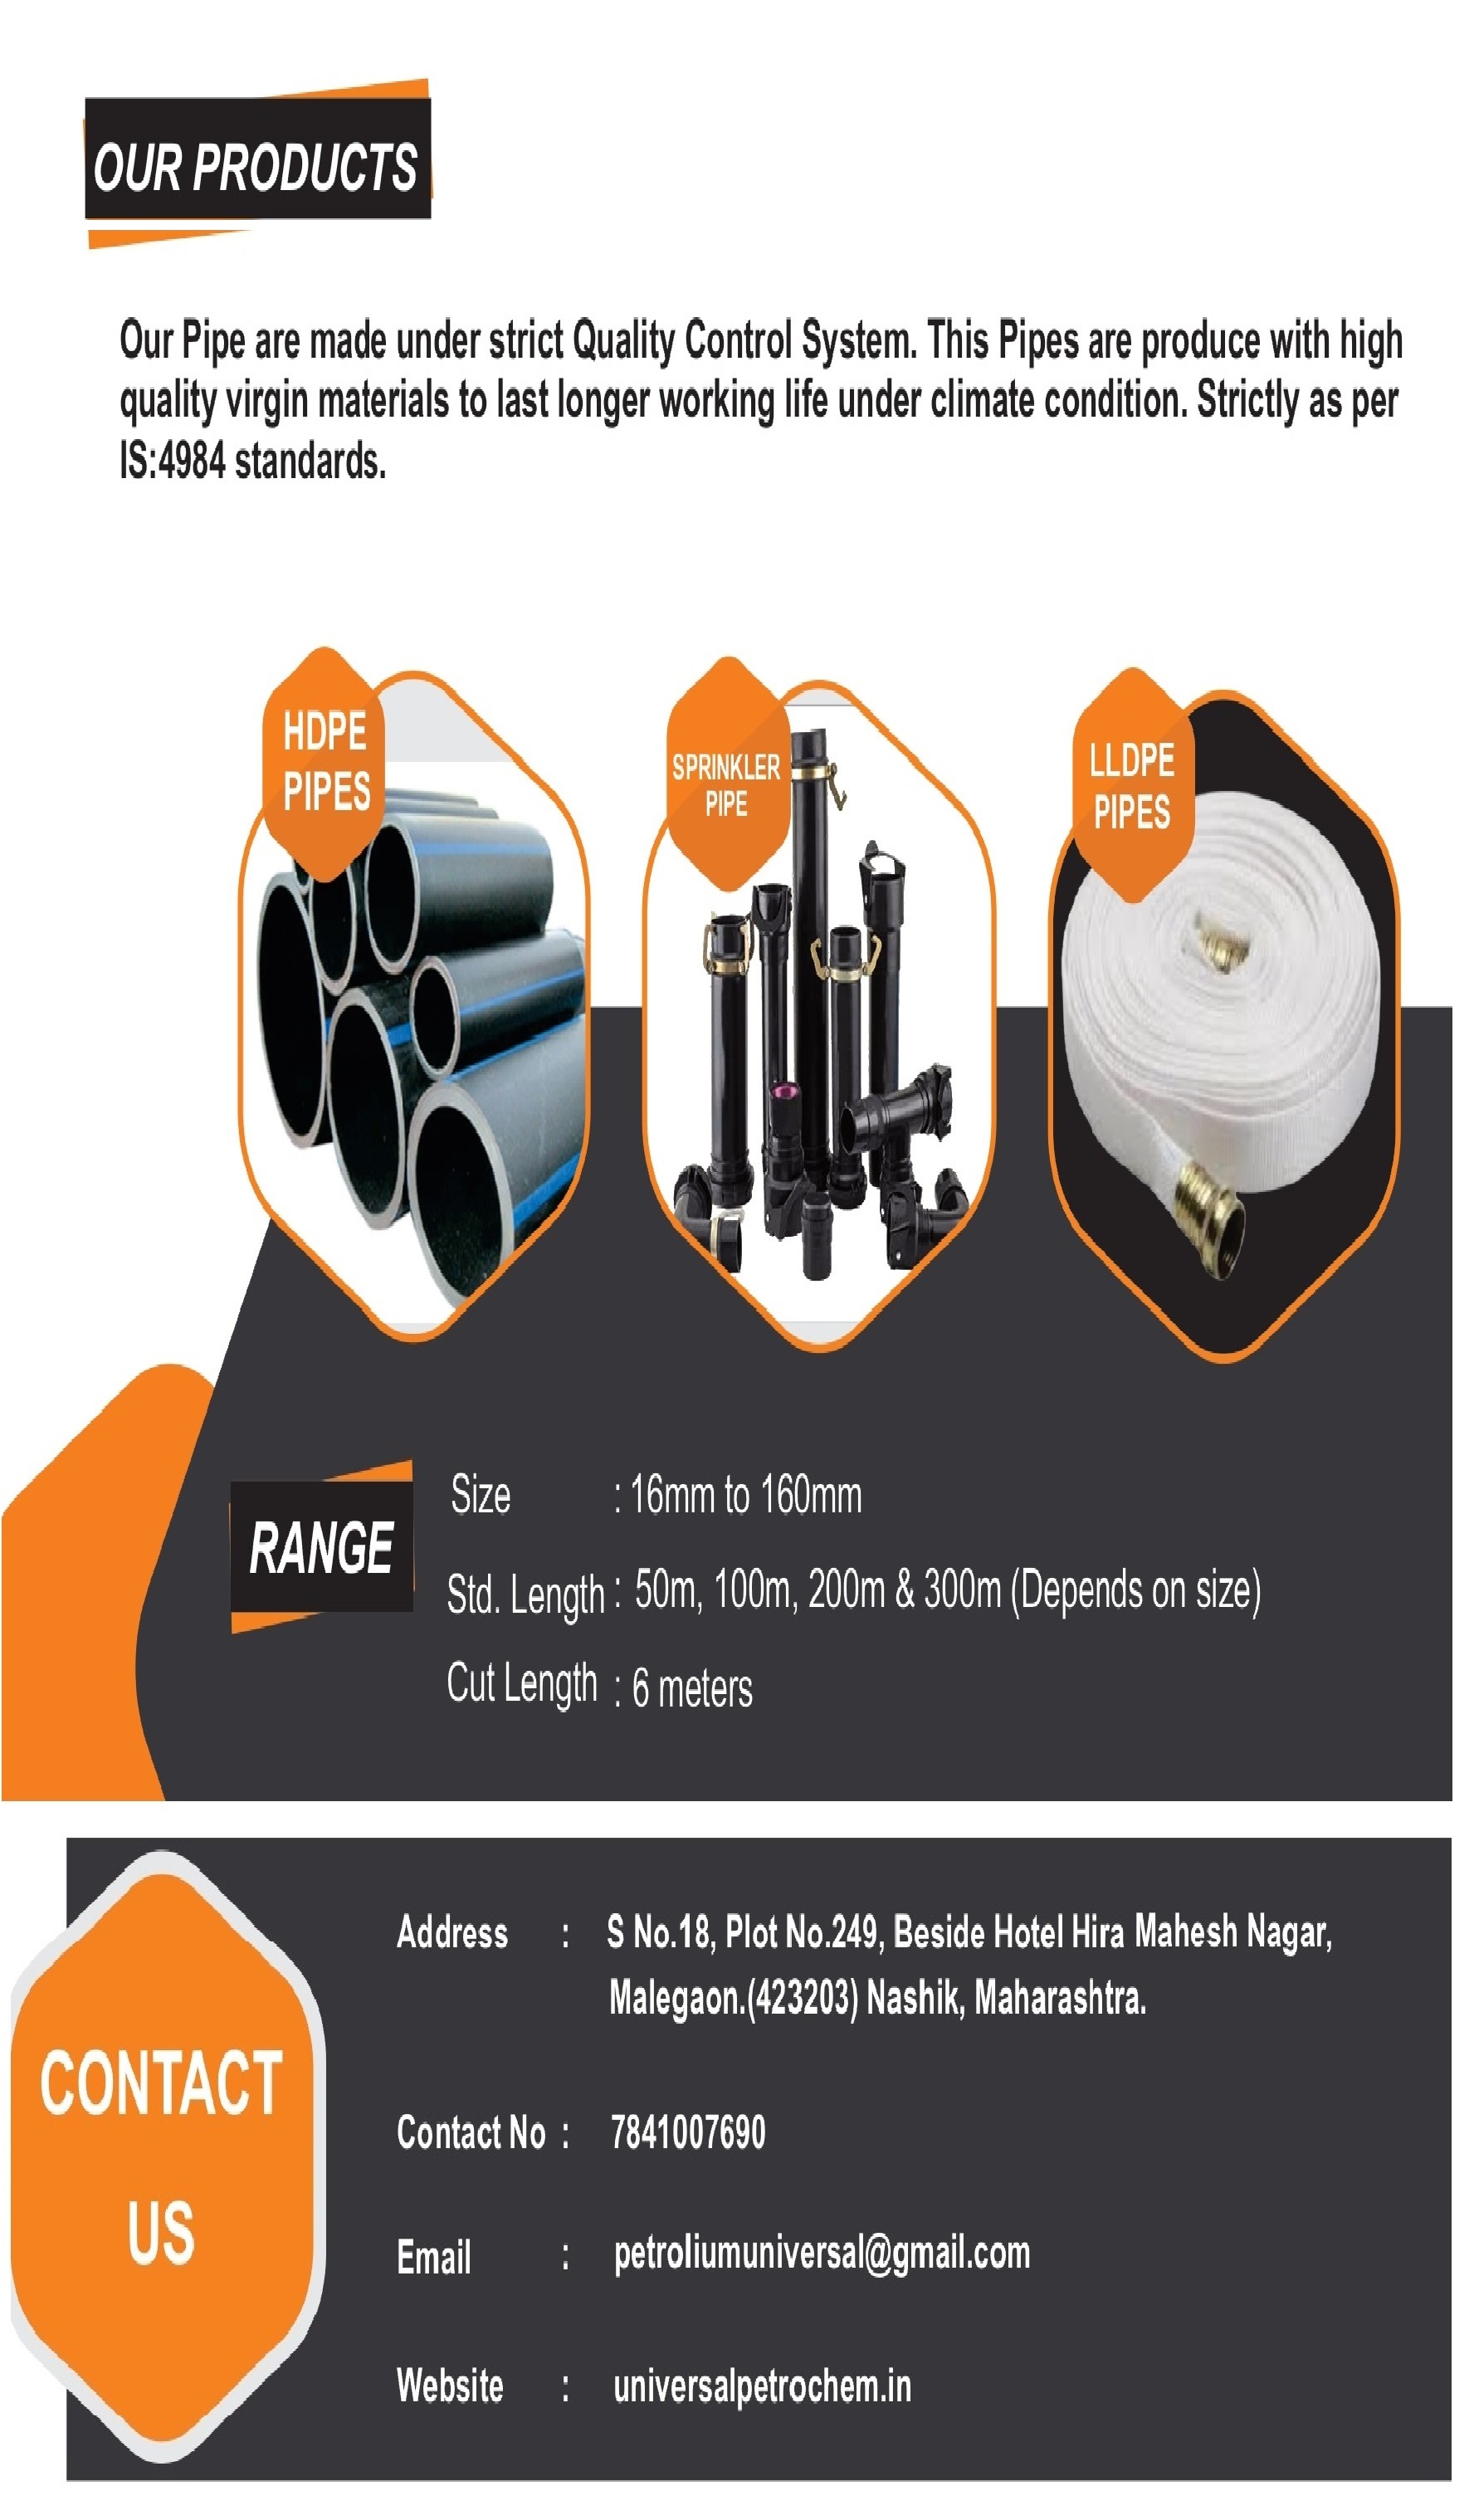 OUR PRODUCTS
Our Pipe are made under strict Quality Control System. This Pipes are produce with high
quality virgin materials to last longer working life under climate condition. Strictly as per
IS:4984 standards.
HDPE
PIPES
SPRINKLER
PIPE
LLDPE
PIPES
RANGE
Size : 16mm to 160mm
Std. Length : 50m, 100m, 200m & 300m (Depends on size)
Cut Length : 6 meters
CONTACT
US
Address : S No.18, Plot No.249, Beside Hotel Hira Mahesh Nagar,
Malegaon.(423203) Nashik, Maharashtra.
Contact No : 7841007690
Email : petroliumuniversal@gmail.com
Website : universalpetrochem.in